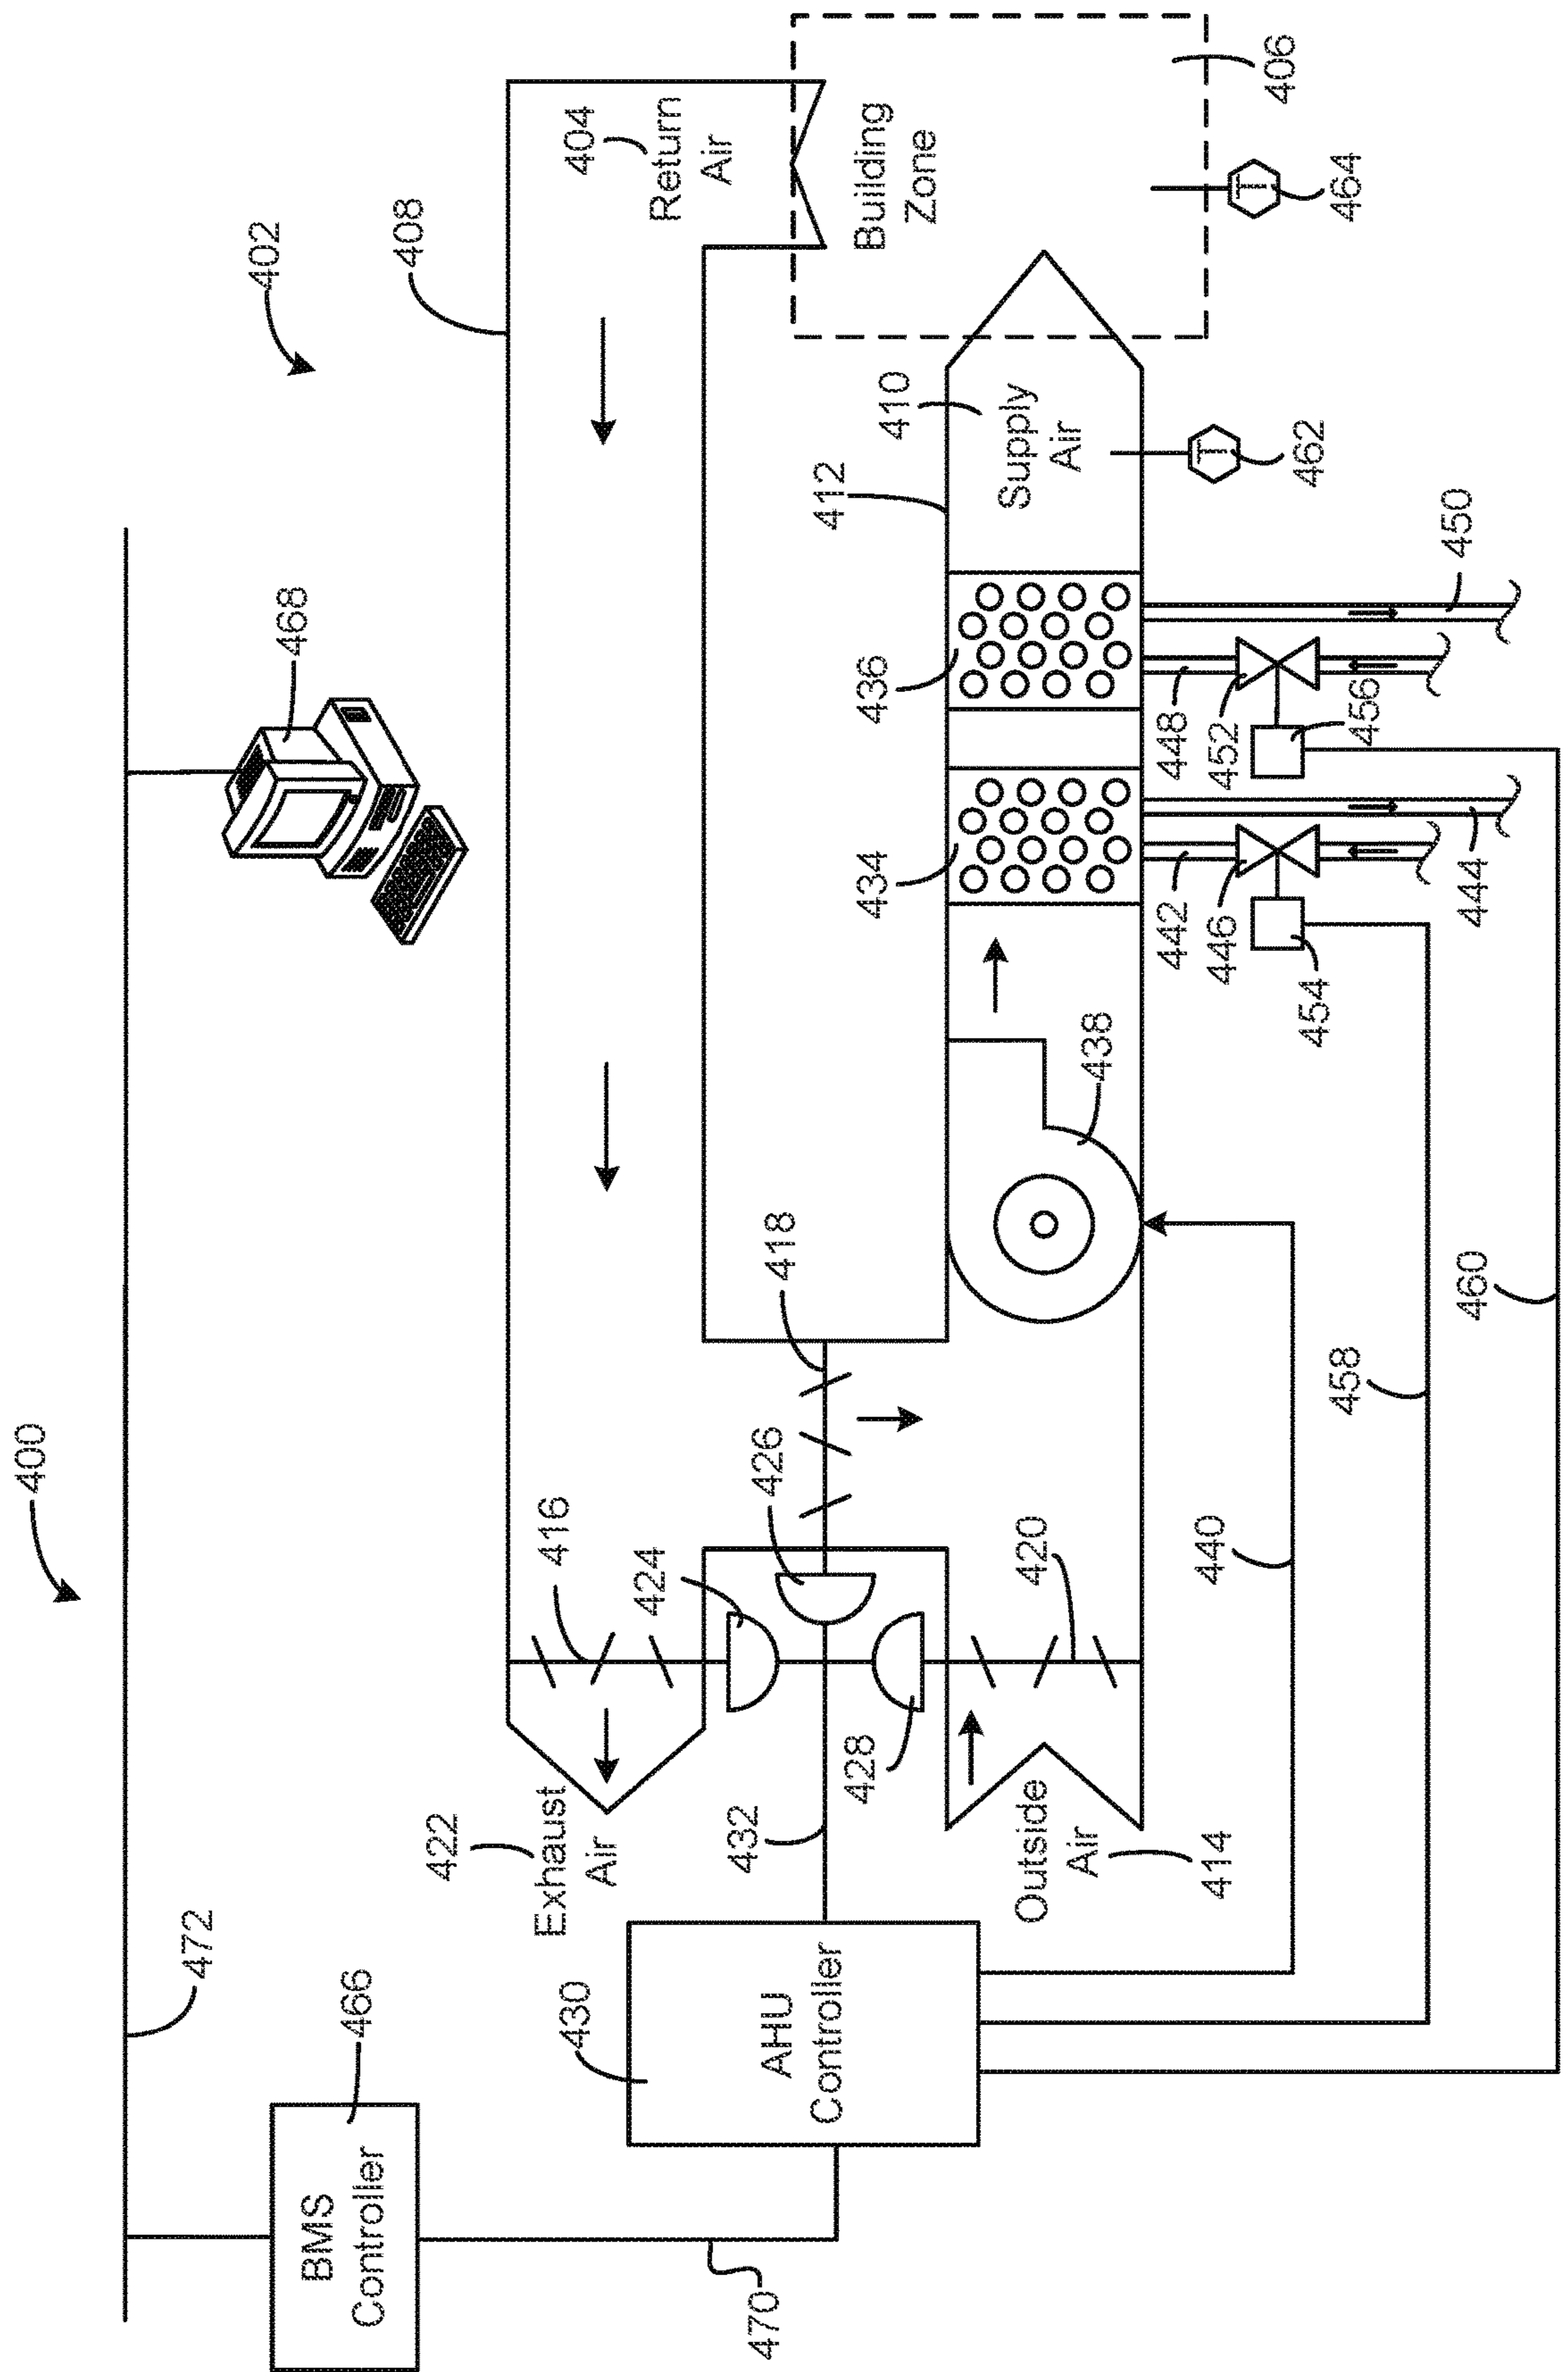 400
402
472
468
BMS
Controller
466
470
408
404
Return
Air
422
Exhaust
Air
416
424
426
418
428
432
430
AHU
Controller
Building
Zone
406
Outside
Air
414
420
438
434
436
412
410
Supply
Air
440
442
446
454
444
448
452
456
450
T
462
T
464
458
460